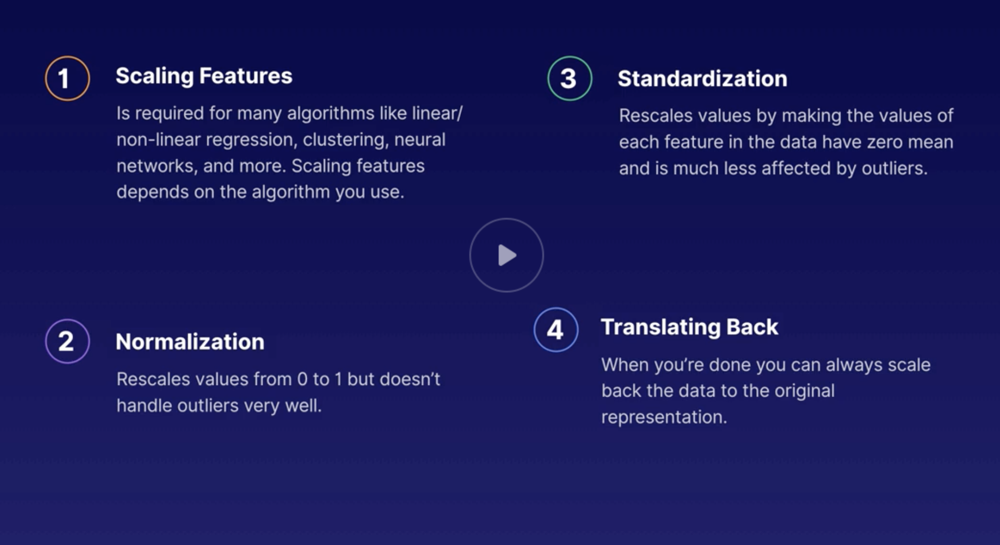 1
Scaling Features
Is required for many algorithms like linear/
non-linear regression, clustering, neural
networks, and more. Scaling features
depends on the algorithm you use.
2
Normalization
Rescales values from 0 to 1 but doesn’t
handle outliers very well.
3
Standardization
Rescales values by making the values of
each feature in the data have zero mean
and is much less affected by outliers.
4
Translating Back
When you’re done you can always scale
back the data to the original
representation.